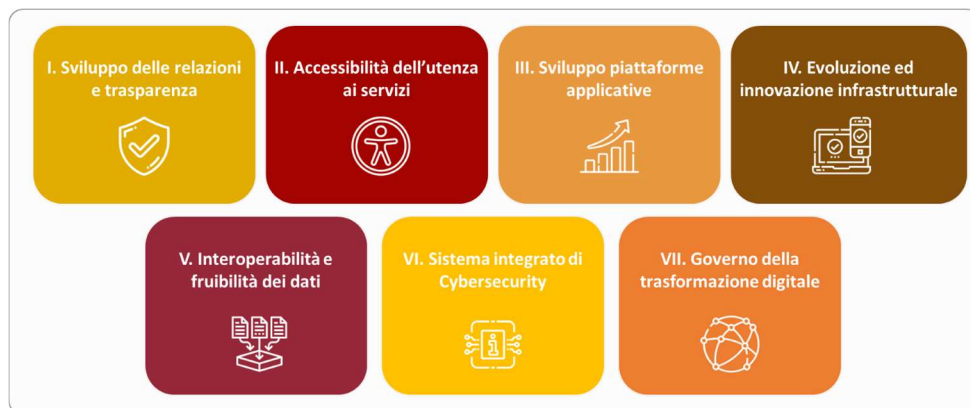 I. Sviluppo delle relazioni
e trasparenza
II. Accessibilità dell'utenza
ai servizi
III. Sviluppo piattaforme
applicative
IV. Evoluzione ed
innovazione infrastrutturale
V. Interoperabilità e
fruibilità dei dati
VI. Sistema integrato di
Cybersecurity
VII. Governo della
trasformazione digitale